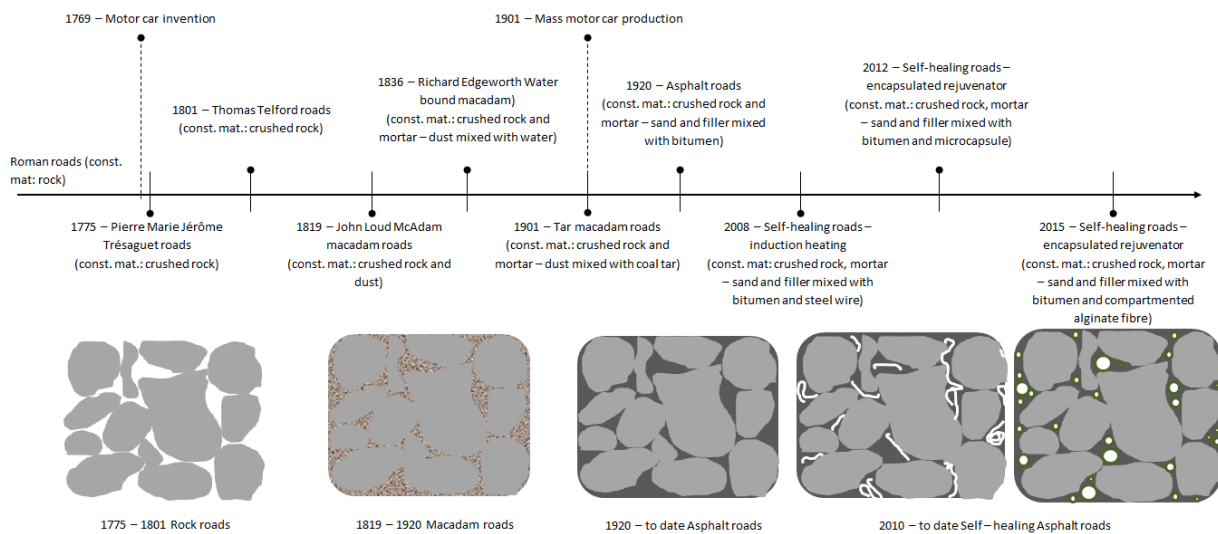 1769 – Motor car invention
1901 – Mass motor car production
1801 – Thomas Telford roads
(const. mat.: crushed rock)
1836 – Richard Edgeworth Water
bound macadam)
(const. mat.: crushed rock and
mortar – dust mixed with water)
1920 – Asphalt roads
(const. mat.: crushed rock and
mortar – sand and filler mixed
with bitumen)
2012 – Self-healing roads –
encapsulated rejuvenator
(const. mat.: crushed rock, mortar
– sand and filler mixed with
bitumen and microcapsule)
Roman roads (const.
mat: rock)
1775 – Pierre Marie Jérôme
Trésaguet roads
(const. mat.: crushed rock)
1819 – John Loud McAdam
macadam roads
(const. mat.: crushed rock and
dust)
1901 – Tar macadam roads
(const. mat.: crushed rock and
mortar – dust mixed with coal tar)
2008 – Self-healing roads –
induction heating
(const. mat: crushed rock, mortar
– sand and filler mixed with
bitumen and steel wire)
2015 – Self-healing roads –
encapsulated rejuvenator
(const. mat.: crushed rock, mortar
– sand and filler mixed with
bitumen and compartmented
alginate fibre)
1775 – 1801 Rock roads
1819 – 1920 Macadam roads
1920 – to date Asphalt roads
2010 – to date Self – healing Asphalt roads